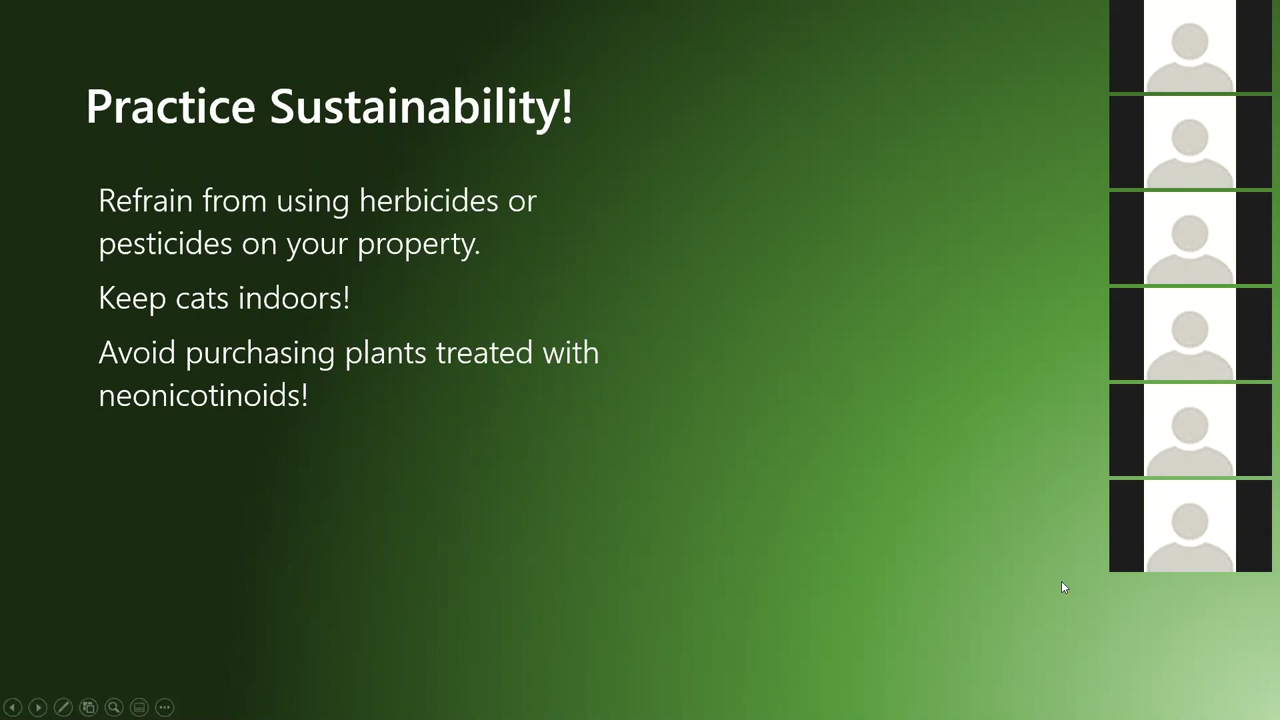 Practice Sustainability!
Refrain from using herbicides or
pesticides on your property.
Keep cats indoors!
Avoid purchasing plants treated with
neonicotinoids!